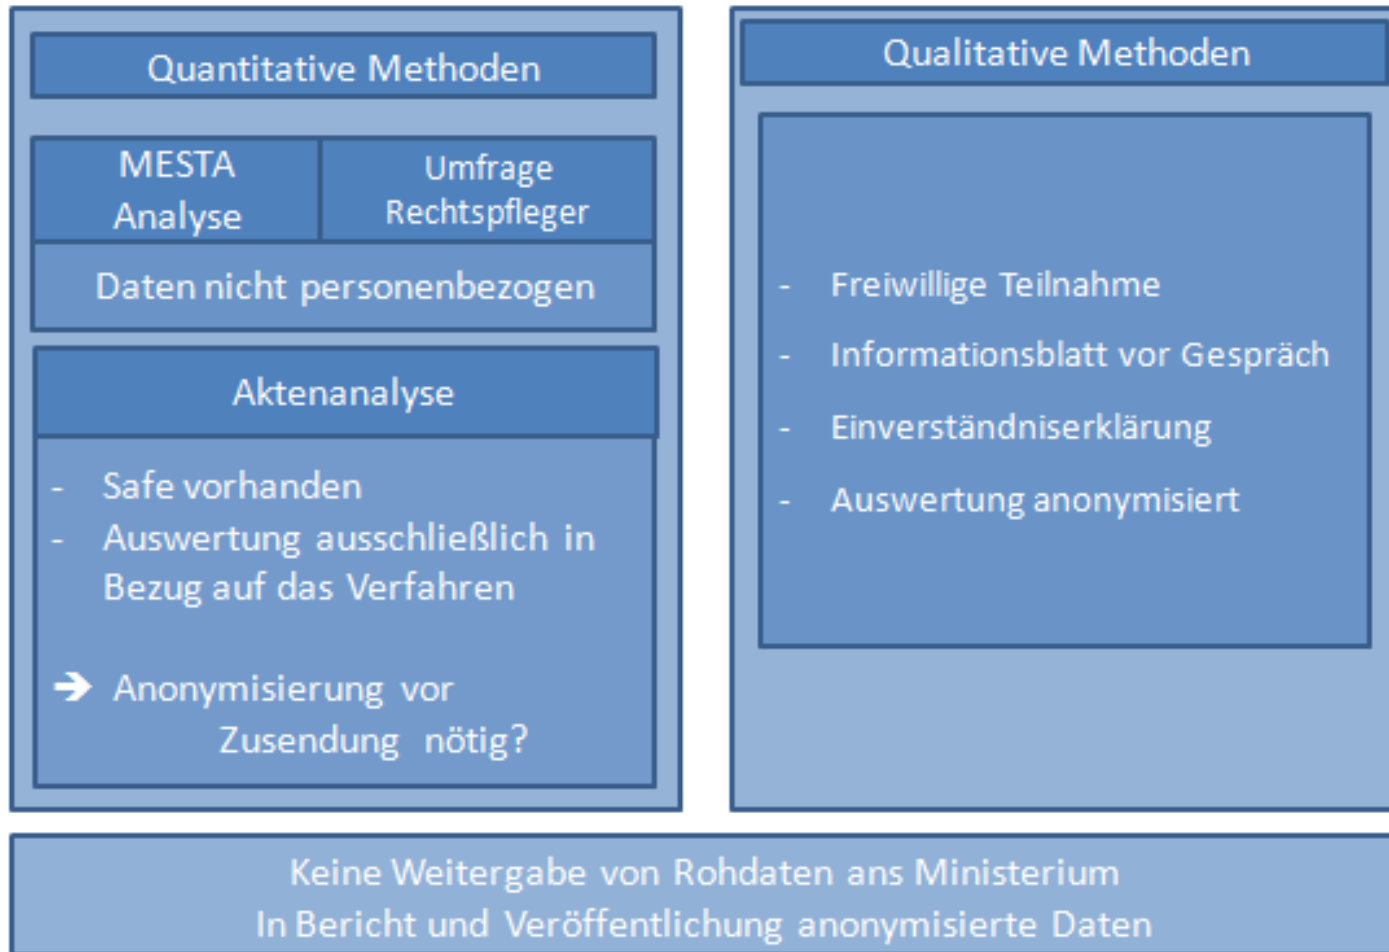 Quantitative Methoden
MESTA
Analyse
Umfrage
Rechtspfleger
Daten nicht personenbezogen
Aktenanalyse
- Safe vorhanden
- Auswertung ausschließlich in
Bezug auf das Verfahren
➔ Anonymisierung vor
Zusendung nötig?
Qualitative Methoden
- Freiwillige Teilnahme
- Informationsblatt vor Gespräch
- Einverständniserklärung
- Auswertung anonymisiert
Keine Weitergabe von Rohdaten ans Ministerium
In Bericht und Veröffentlichung anonymisierte Daten